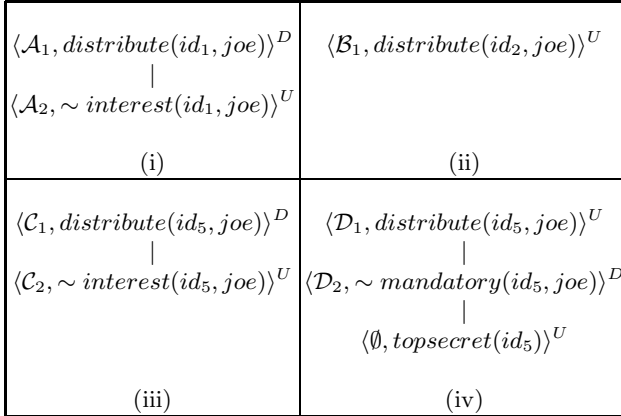 ⟨𝒜₁, distribute(id₁, joe)⟩ᴰ
|
⟨𝒜₂, ∼ interest(id₁, joe)⟩ᵁ
(i)
⟨ℬ₁, distribute(id₂, joe)⟩ᵁ
(ii)
⟨𝒞₁, distribute(id₅, joe)⟩ᴰ
|
⟨𝒞₂, ∼ interest(id₅, joe)⟩ᵁ
(iii)
⟨𝒟₁, distribute(id₅, joe)⟩ᵁ
|
⟨𝒟₂, ∼ mandatory(id₅, joe)⟩ᴰ
|
⟨∅, topsecret(id₅)⟩ᵁ
(iv)